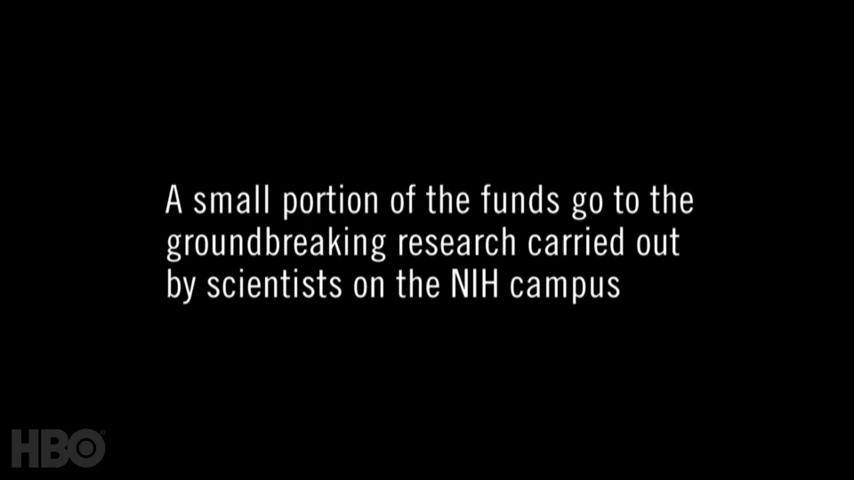 A small portion of the funds go to the
groundbreaking research carried out
by scientists on the NIH campus
HBO